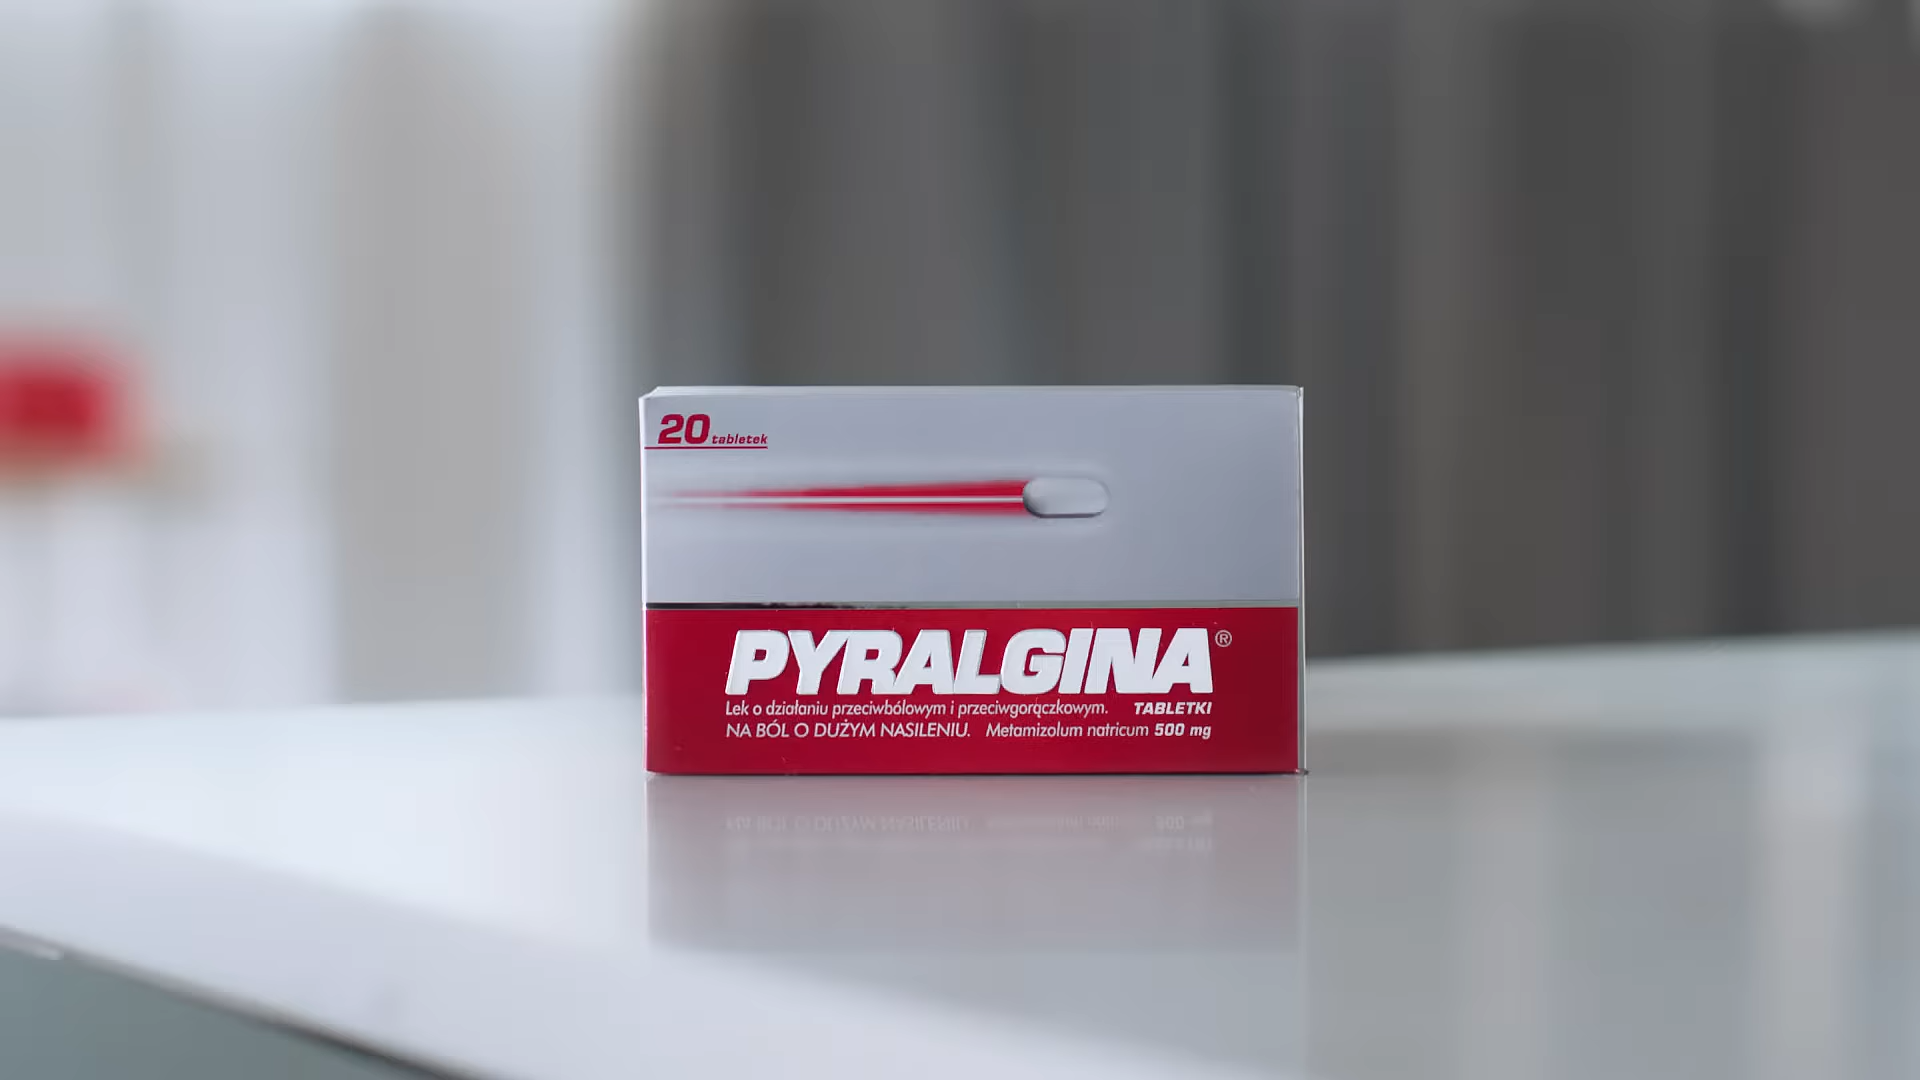 20 tabletek
PYRALGINA®
Lek o działaniu przeciwbólowym i przeciwgorączkowym. TABLETKI
NA BÓL O DUŻYM NASILENIU. Metamizolum natricum 500 mg